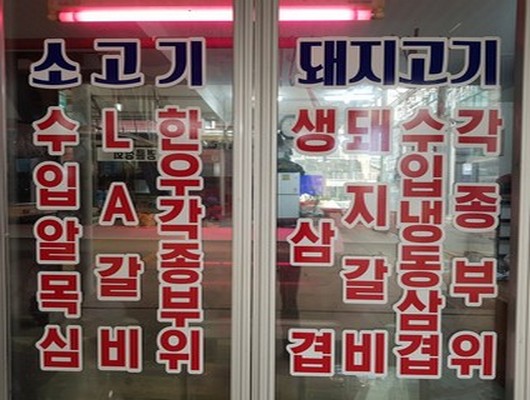 소고기
수입알목심
LA갈비
한우각종부위
돼지고기
생삼겹
돼지갈비
수입냉동삼겹
각종부위